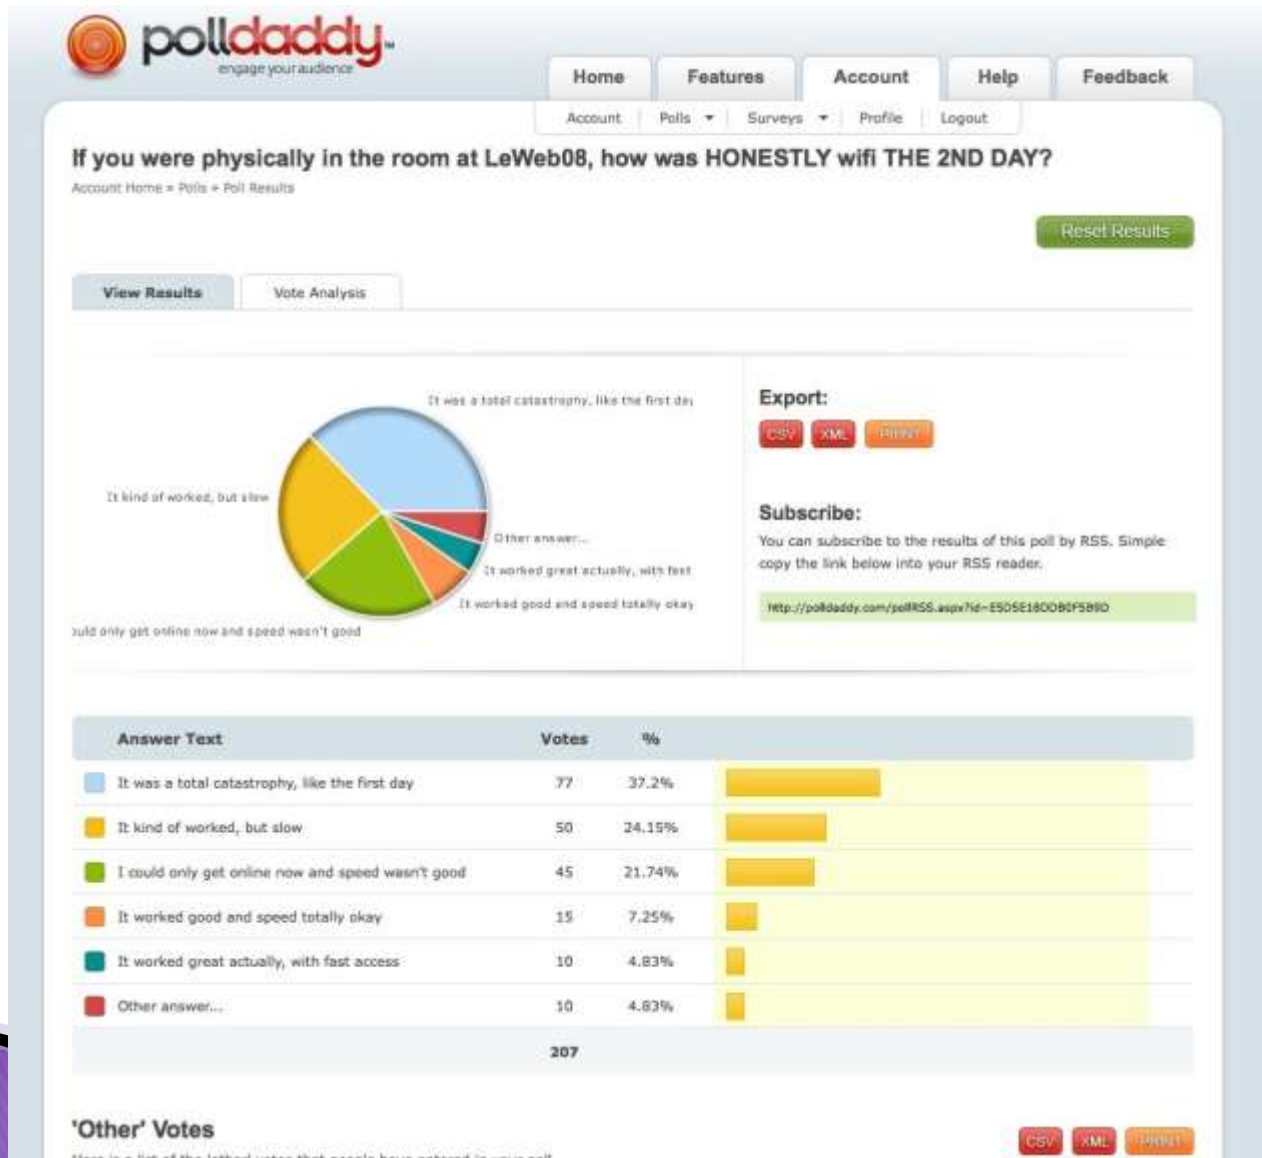 polldaddy™
engage your audience
Home Features Account Help Feedback
Account Polls Surveys Profile Logout
If you were physically in the room at LeWeb08, how was HONESTLY wifi THE 2ND DAY?
Account Home » Polls » Poll Results
Reset Results
View Results Vote Analysis
It was a total catastrophy, like the first day
It kind of worked, but slow
Other answer...
It worked great actually, with fast
It worked good and speed totally okay
ould only get online now and speed wasn't good
Export:
CSV XML PRINT
Subscribe:
You can subscribe to the results of this poll by RSS. Simple
copy the link below into your RSS reader.
Answer Text Votes %
It was a total catastrophy, like the first day 77 37.2%
It kind of worked, but slow 50 24.15%
I could only get online now and speed wasn't good 45 21.74%
It worked good and speed totally okay 15 7.25%
It worked great actually, with fast access 10 4.83%
Other answer... 10 4.83%
207
'Other' Votes
CSV XML PRINT